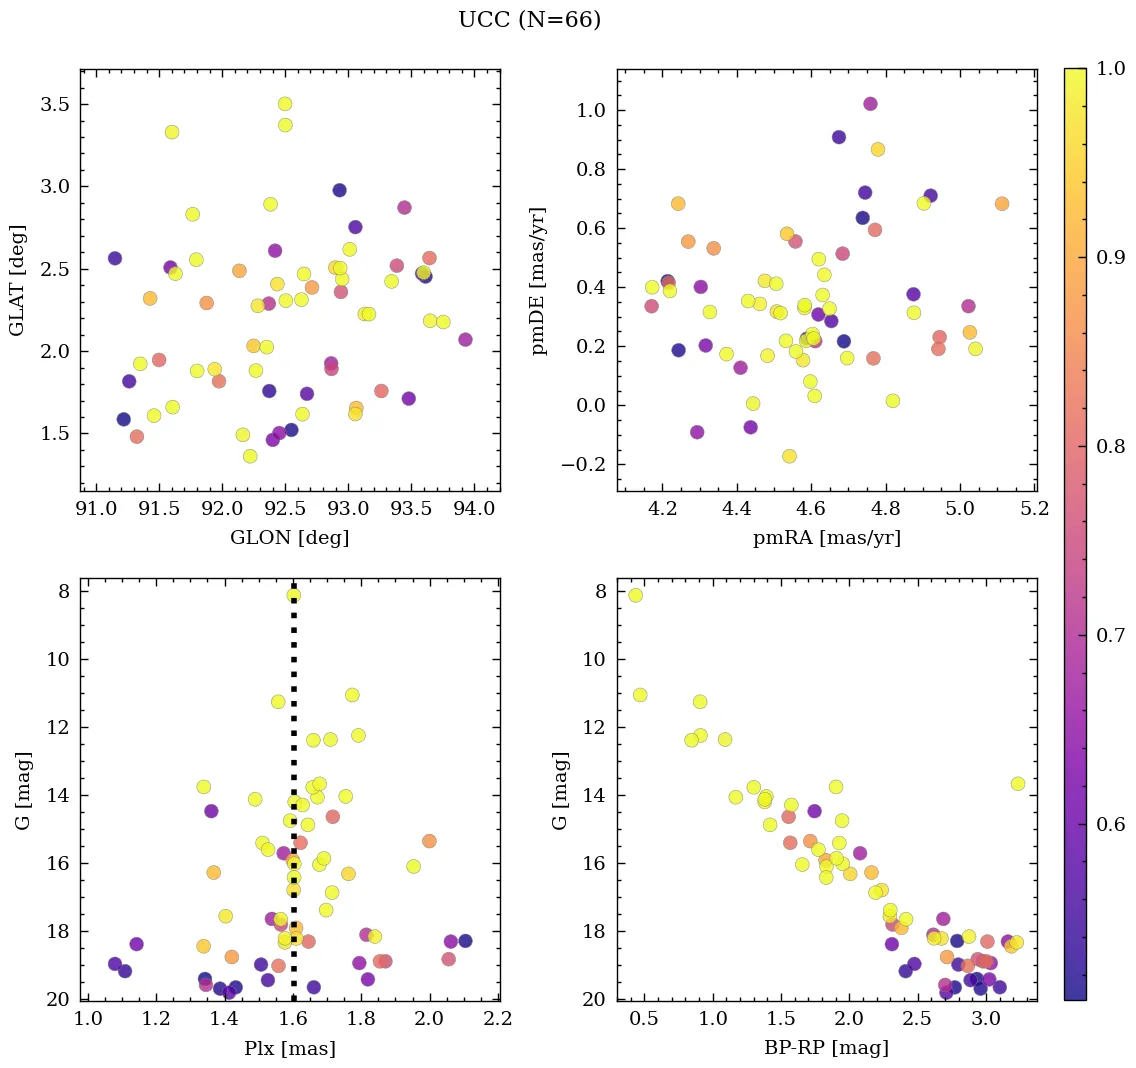 UCC (N=66)
3.5
3.0
2.5
2.0
1.5
GLAT [deg]
91.0 91.5 92.0 92.5 93.0 93.5 94.0
GLON [deg]
1.0
0.8
0.6
0.4
0.2
0.0
−0.2
pmDE [mas/yr]
4.2 4.4 4.6 4.8 5.0 5.2
pmRA [mas/yr]
8
10
12
14
16
18
20
G [mag]
1.0 1.2 1.4 1.6 1.8 2.0 2.2
Plx [mas]
8
10
12
14
16
18
20
G [mag]
0.5 1.0 1.5 2.0 2.5 3.0
BP-RP [mag]
1.0
0.9
0.8
0.7
0.6